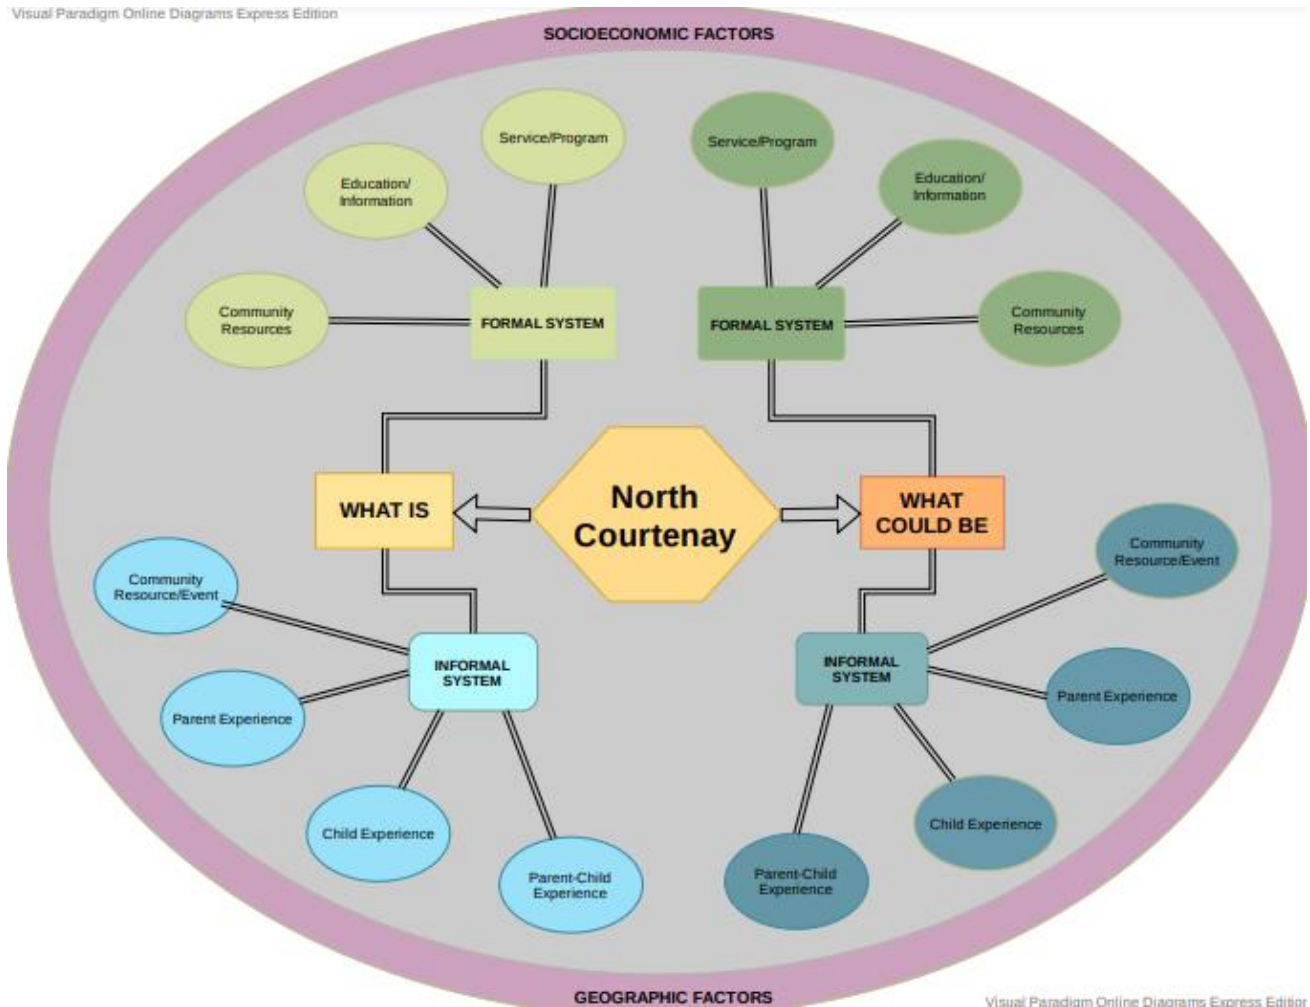 Visual Paradigm Online Diagrams Express Edition
SOCIOECONOMIC FACTORS
Service/Program
Education/
Information
Community
Resources
FORMAL SYSTEM
Service/Program
Education/
Information
Community
Resources
FORMAL SYSTEM
WHAT IS
North
Courtenay
WHAT
COULD BE
Community
Resource/Event
Parent Experience
Child Experience
Parent-Child
Experience
INFORMAL
SYSTEM
INFORMAL
SYSTEM
Community
Resource/Event
Parent Experience
Child Experience
Parent-Child
Experience
GEOGRAPHIC FACTORS
Visual Paradigm Online Diagrams Express Edition